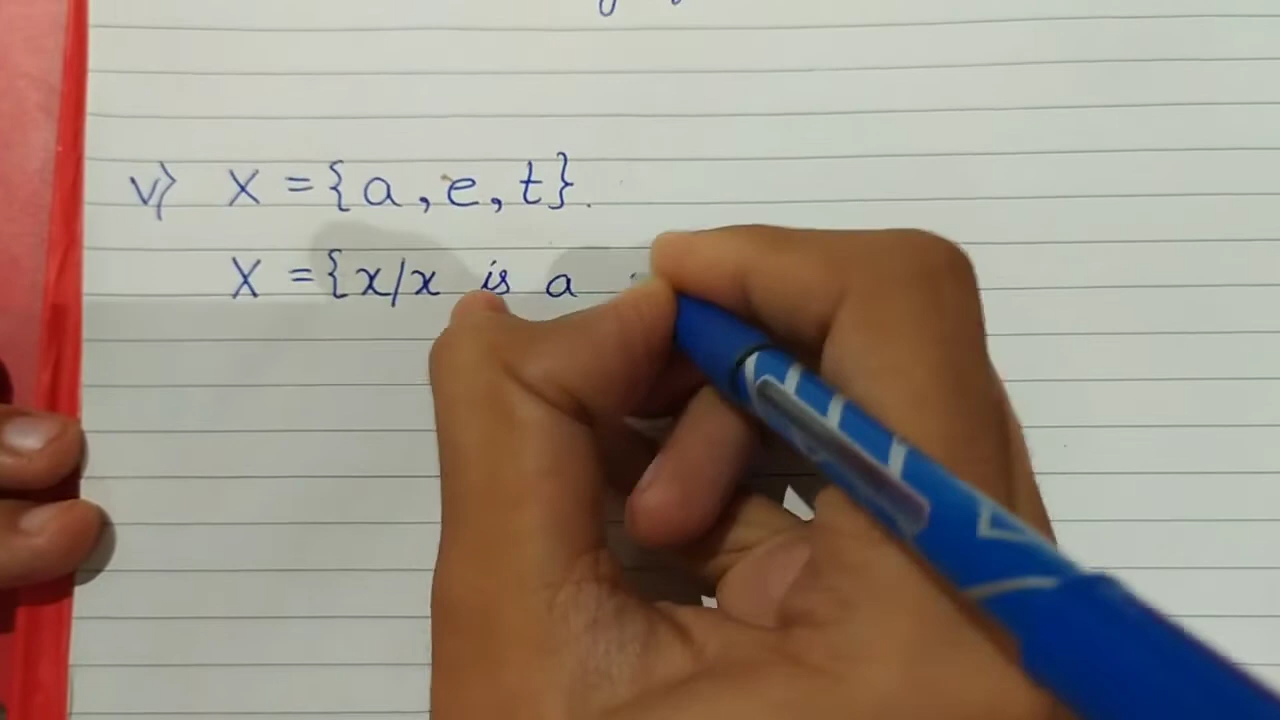 v) X = {a, e, t}.
X = {x/x is a